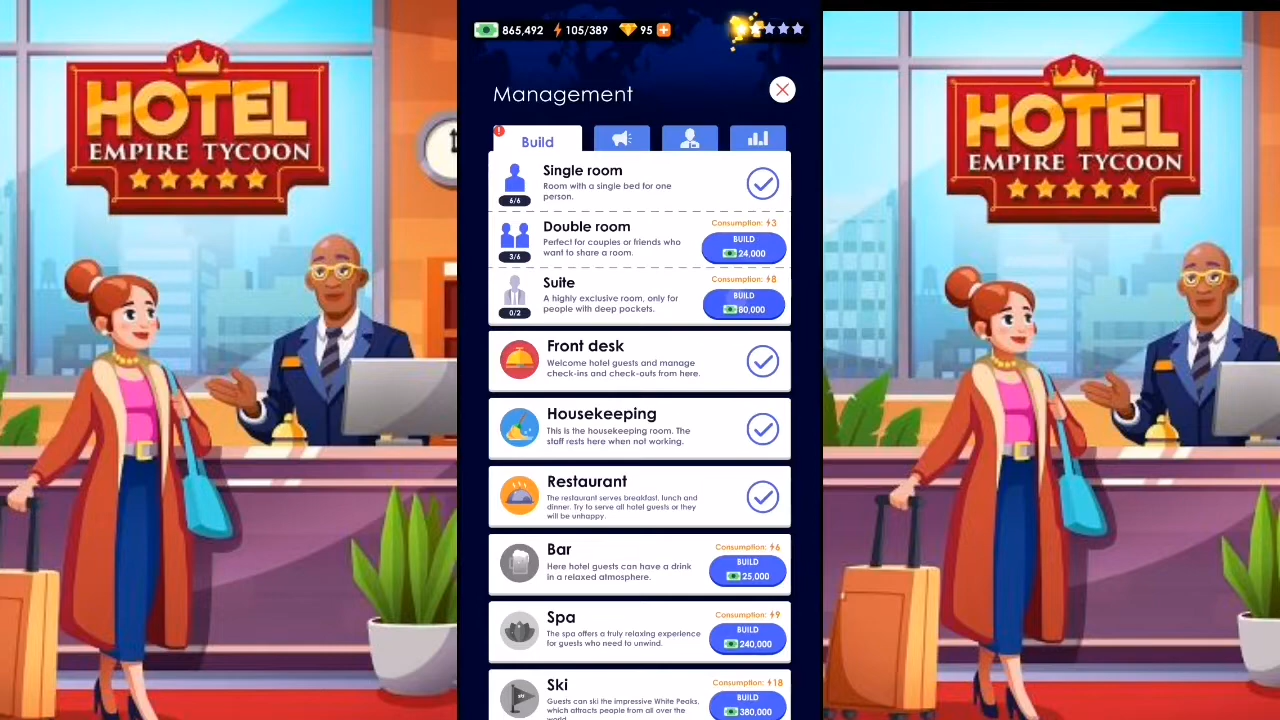 HOTEL
EMPIRE TYCOON
865,492
105/389
95
Management
Build
Single room
Room with a single bed for one
person.
6/6
Double room
Perfect for couples or friends who
want to share a room.
3/6
Consumption: 3
BUILD
24,000
Suite
A highly exclusive room, only for
people with deep pockets.
0/2
Consumption: 8
BUILD
80,000
Front desk
Welcome hotel guests and manage
check-ins and check-outs from here.
Housekeeping
This is the housekeeping room. The
staff rests here when not working.
Restaurant
The restaurant serves breakfast, lunch and
dinner. Try to serve all hotel guests or they
will be unhappy.
Bar
Here hotel guests can have a drink
in a relaxed atmosphere.
Consumption: 6
BUILD
25,000
Spa
The spa offers a truly relaxing experience
for guests who need to unwind.
Consumption: 9
BUILD
240,000
Ski
Guests can ski the impressive White Peaks,
which attracts people from all over the
world.
Consumption: 18
BUILD
380,000
HOTEL
EMPIRE TYCOON